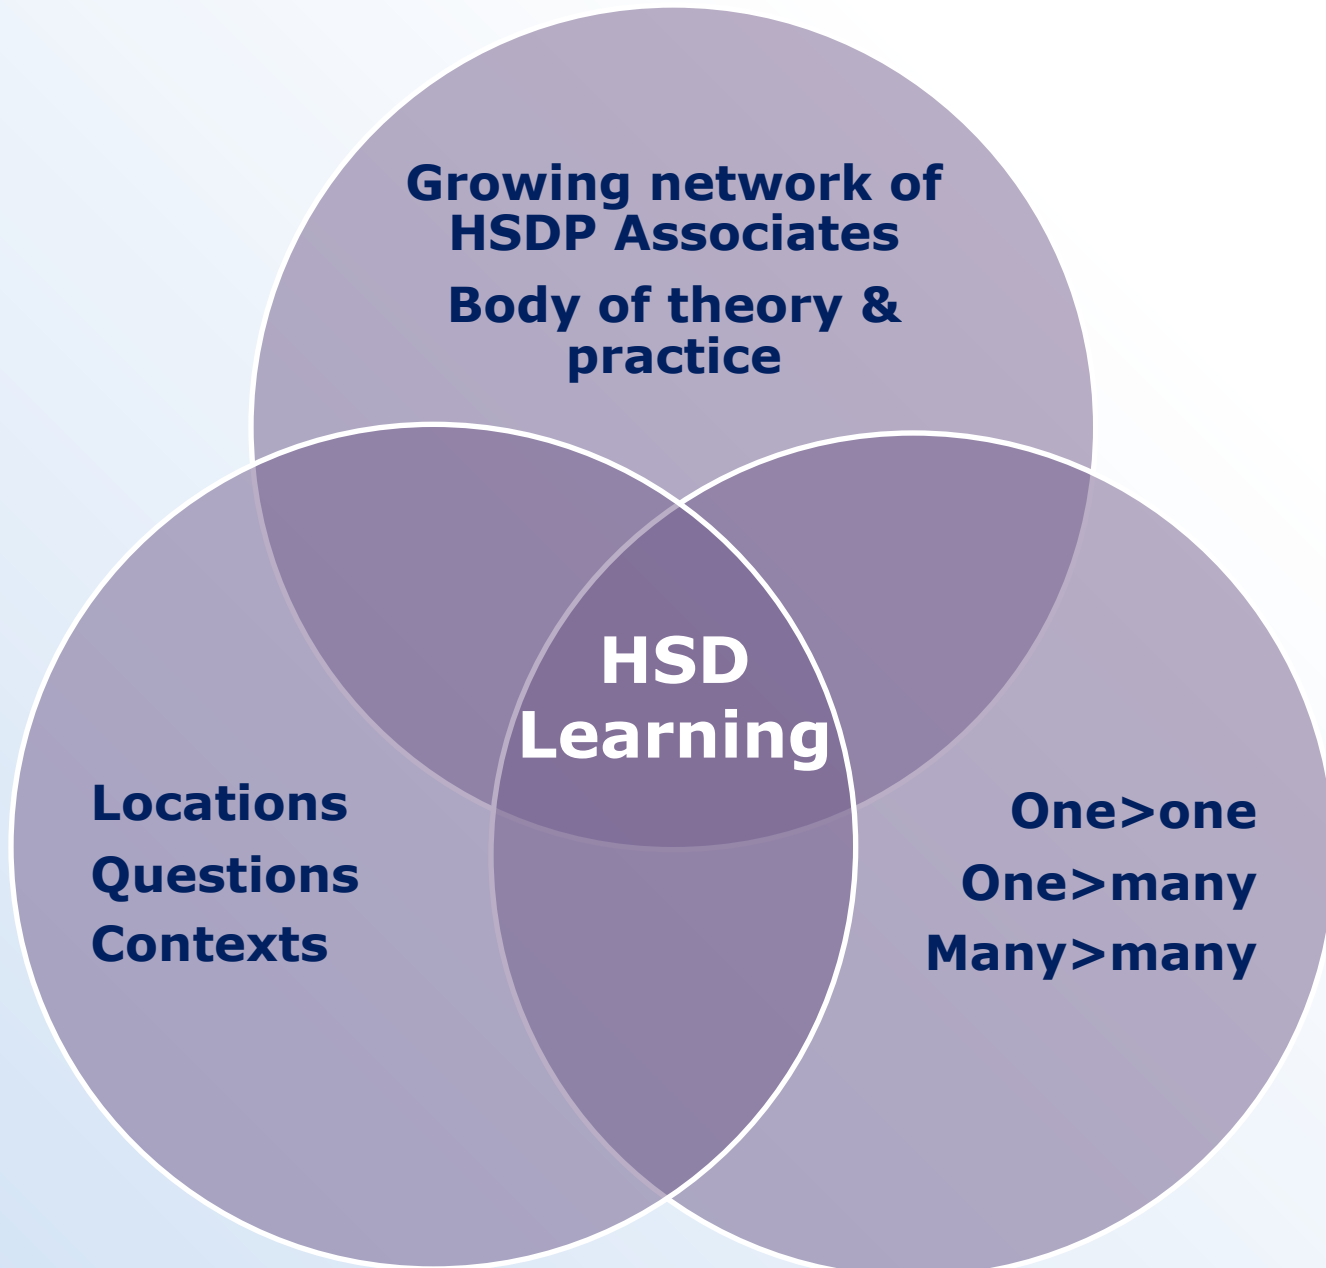 Growing network of
HSDP Associates
Body of theory &
practice
HSD
Learning
Locations
Questions
Contexts
One>one
One>many
Many>many